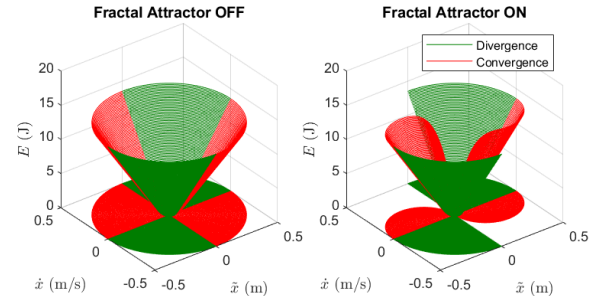 Fractal Attractor OFF
20
15
10
5
0
E (J)
0.5
0
-0.5
ẋ (m/s)
-0.5
0
0.5
x̃ (m)
Fractal Attractor ON
Divergence
Convergence
20
15
10
5
0
E (J)
0.5
0
-0.5
ẋ (m/s)
-0.5
0
0.5
x̃ (m)